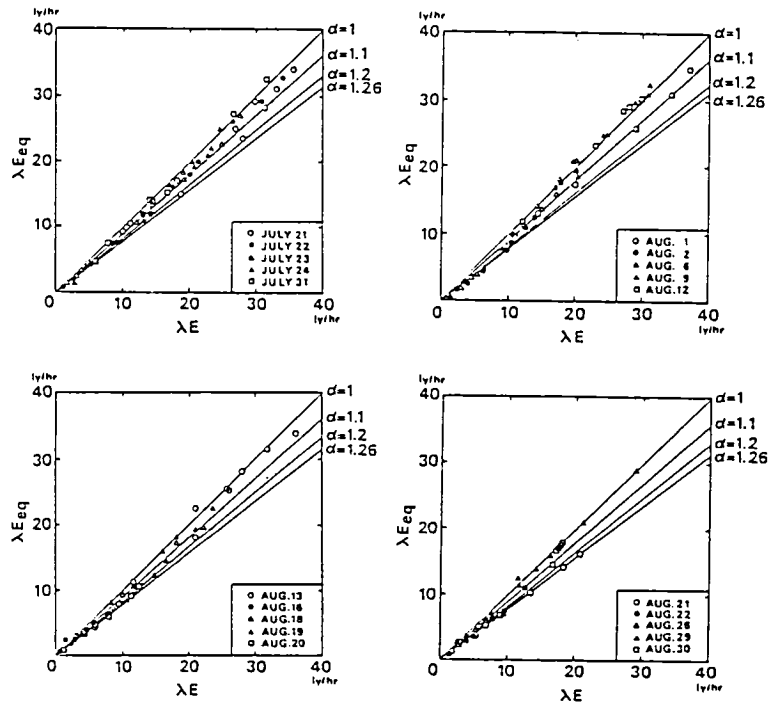 ly/hr
40
30
20
10
λEeq
α=1
α=1.1
α=1.2
α=1.26
JULY 21
JULY 22
JULY 23
JULY 24
JULY 31
0
10
20
30
40
λE
ly/hr
ly/hr
40
30
20
10
λEeq
α=1
α=1.1
α=1.2
α=1.26
AUG. 1
AUG. 2
AUG. 6
AUG. 9
AUG. 12
0
10
20
30
40
λE
ly/hr
ly/hr
40
30
20
10
λEeq
α=1
α=1.1
α=1.2
α=1.26
AUG.13
AUG.16
AUG.18
AUG.19
AUG.20
0
10
20
30
40
λE
ly/hr
ly/hr
40
30
20
10
λEeq
α=1
α=1.1
α=1.2
α=1.26
AUG.21
AUG.22
AUG.29
AUG.30
0
10
20
30
40
λE
ly/hr